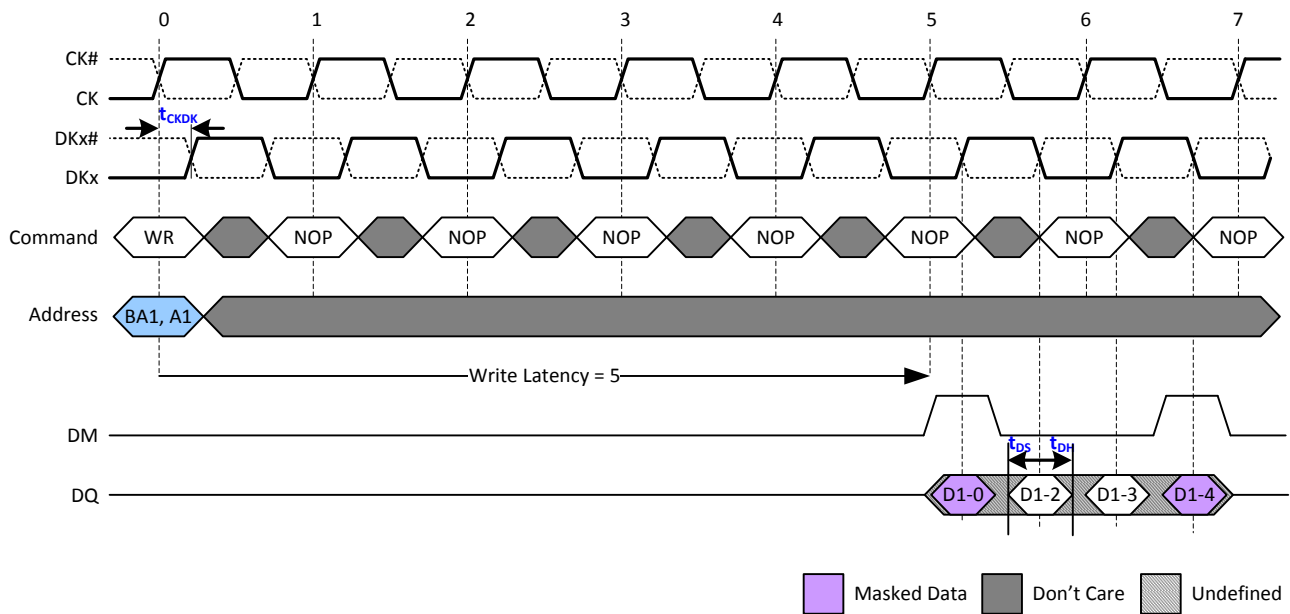 0 1 2 3 4 5 6 7
CK#
CK
tCKDK
DKx#
DKx
Command WR NOP NOP NOP NOP NOP NOP NOP
Address BA1, A1
Write Latency = 5
DM
tDS tDH
DQ D1-0 D1-2 D1-3 D1-4
Masked Data Don't Care Undefined